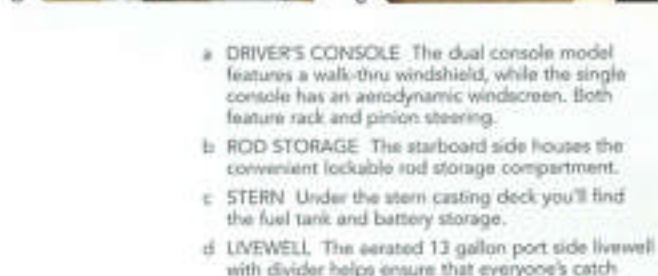 a DRIVER'S CONSOLE The dual console model
features a walk-thru windshield, while the single
console has an aerodynamic windscreen. Both
feature rack and pinion steering.
b ROD STORAGE The starboard side houses the
convenient lockable rod storage compartment.
c STERN Under the stern casting deck you'll find
the fuel tank and battery storage.
d LIVEWELL The aerated 13 gallon port side livewell
with divider helps ensure that everyone's catch